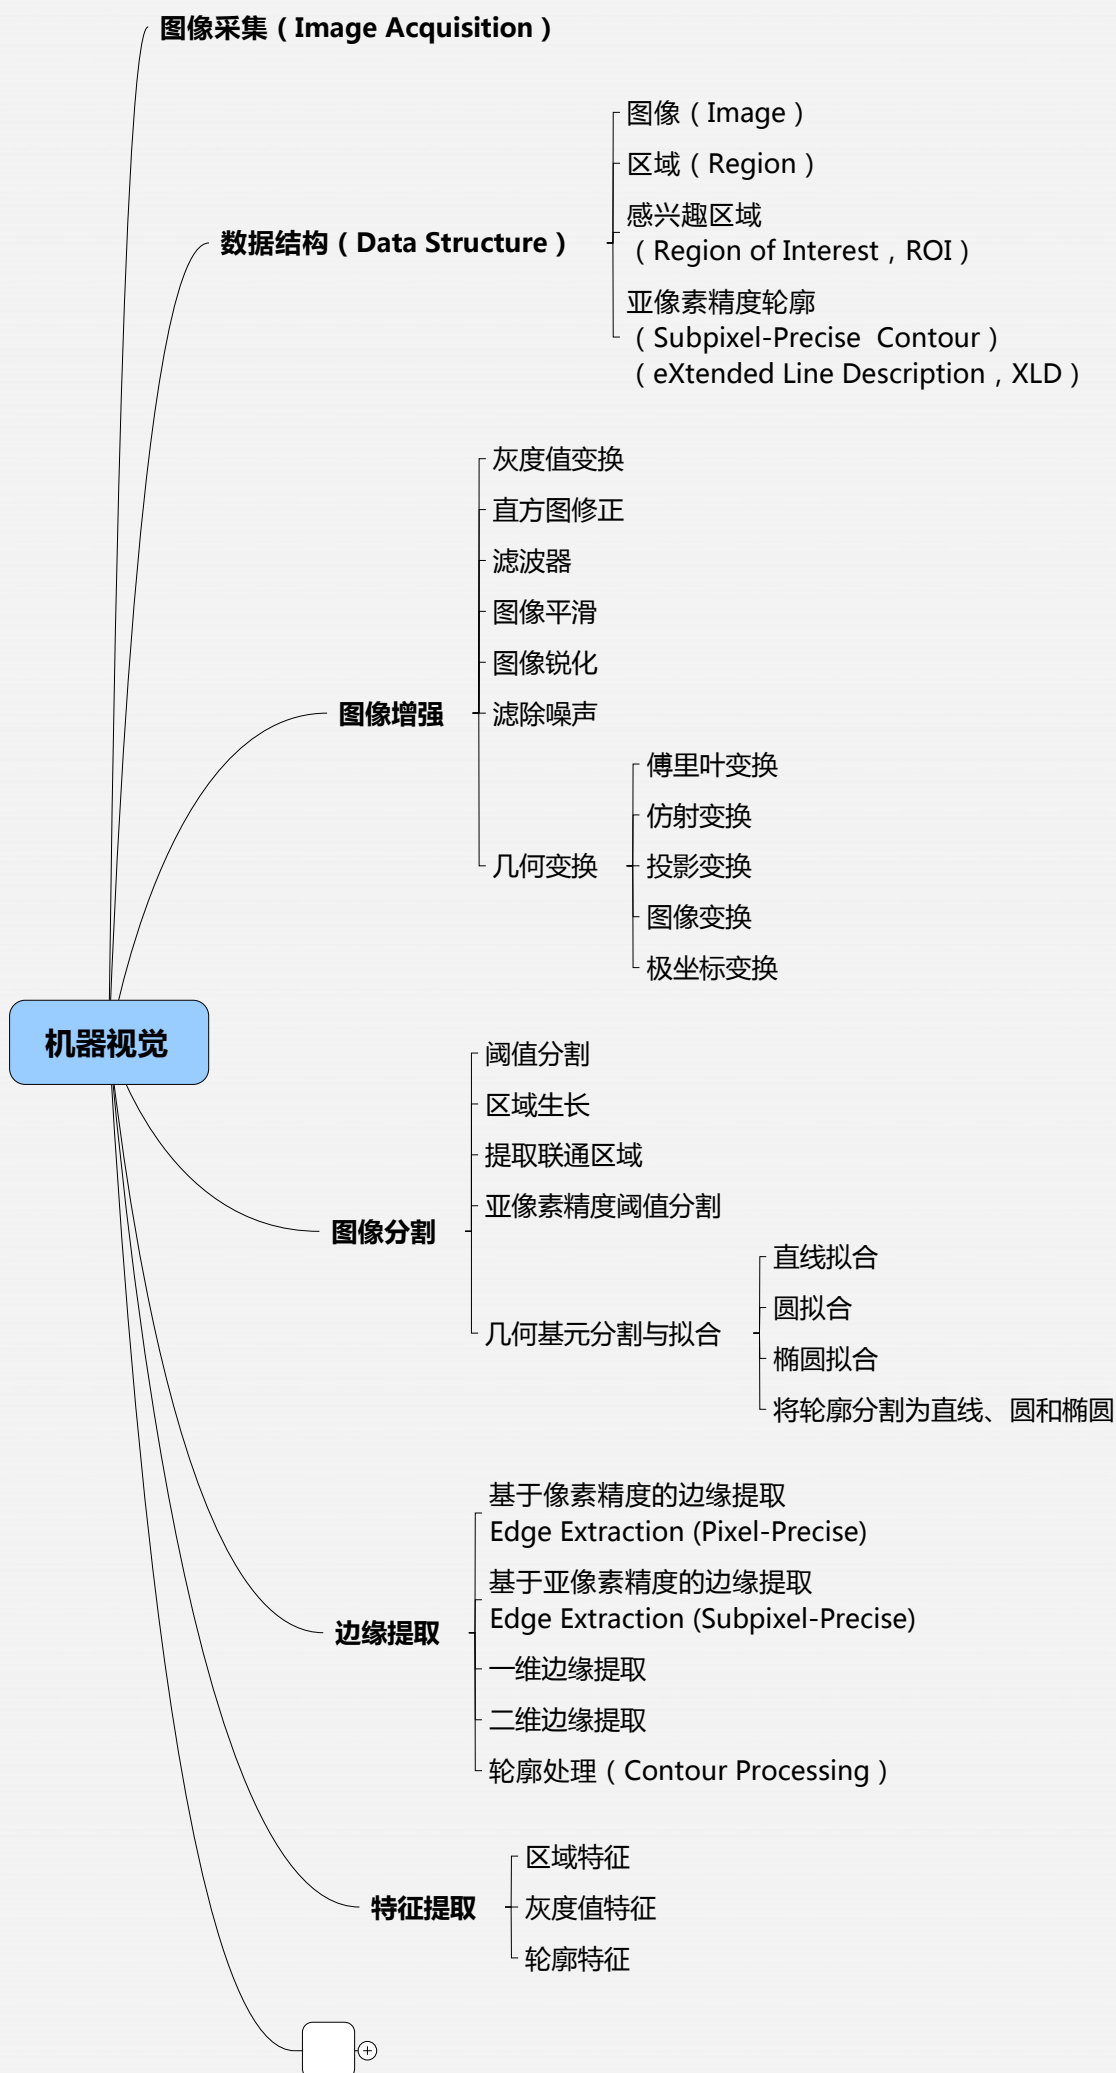 图像采集（Image Acquisition）
图像（Image）
区域（Region）
感兴趣区域
（Region of Interest，ROI）
数据结构（Data Structure）
亚像素精度轮廓
（Subpixel-Precise  Contour）
（eXtended Line Description，XLD）
灰度值变换
直方图修正
滤波器
图像平滑
图像锐化
图像增强
滤除噪声
傅里叶变换
仿射变换
几何变换
投影变换
图像变换
极坐标变换
机器视觉
阈值分割
区域生长
提取联通区域
亚像素精度阈值分割
图像分割
直线拟合
圆拟合
几何基元分割与拟合
椭圆拟合
将轮廓分割为直线、圆和椭圆
基于像素精度的边缘提取
Edge Extraction (Pixel-Precise)
基于亚像素精度的边缘提取
Edge Extraction (Subpixel-Precise)
边缘提取
一维边缘提取
二维边缘提取
轮廓处理（Contour Processing）
区域特征
特征提取
灰度值特征
轮廓特征